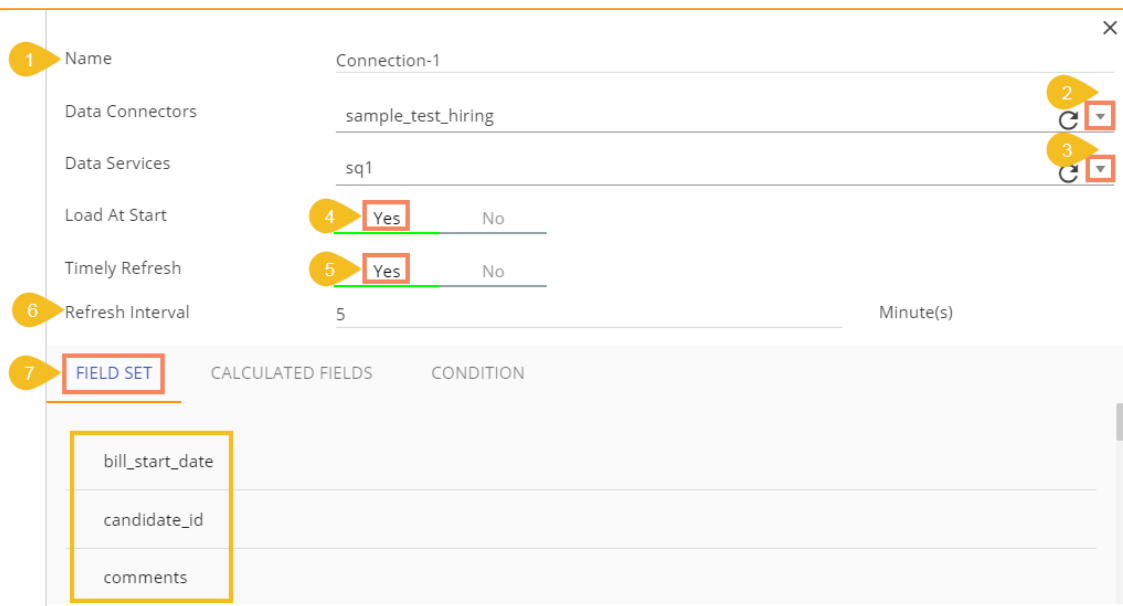 1 Name Connection-1
2
Data Connectors sample_test_hiring
3
Data Services sq1
Load At Start 4 Yes No
Timely Refresh 5 Yes No
6 Refresh Interval 5 Minute(s)
7 FIELD SET CALCULATED FIELDS CONDITION
bill_start_date
candidate_id
comments